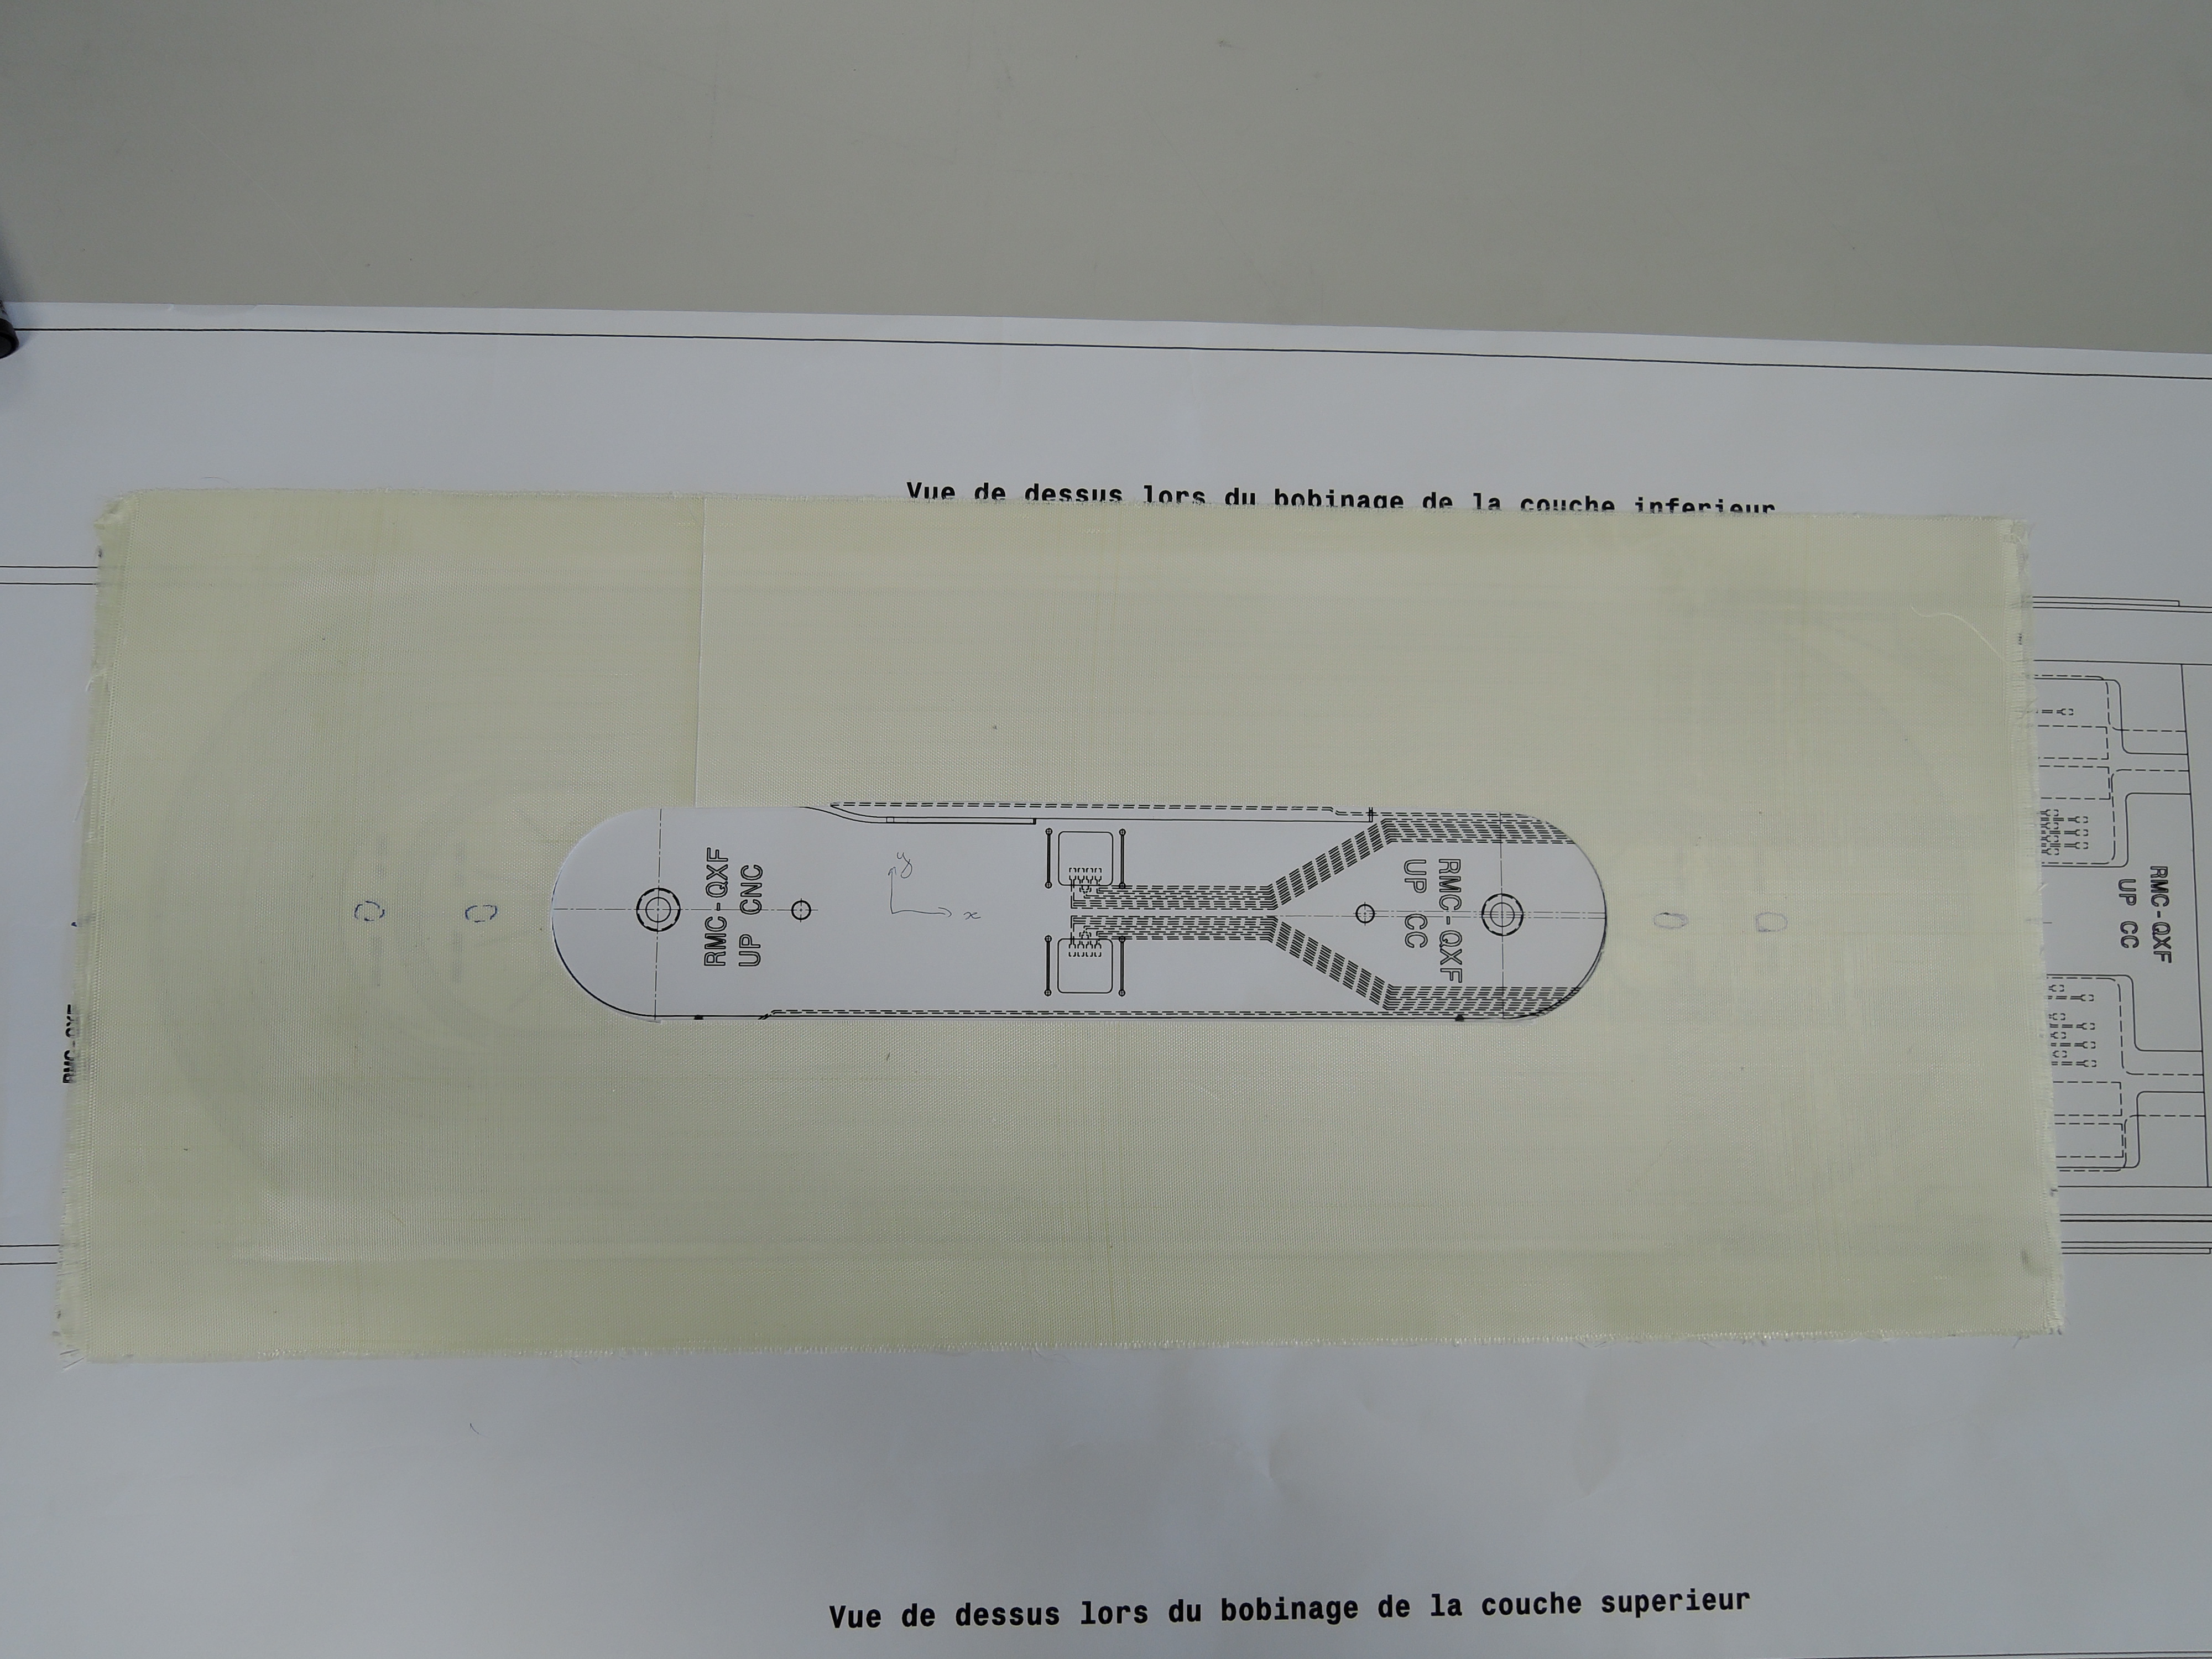 Vue de dessus lors du bobinage de la couche inferieur
RMC-QXF
UP CNC
y
x
RMC-QXF
UP CC
RMC-QXF
UP CC
RMC-QXF
Vue de dessus lors du bobinage de la couche superieur